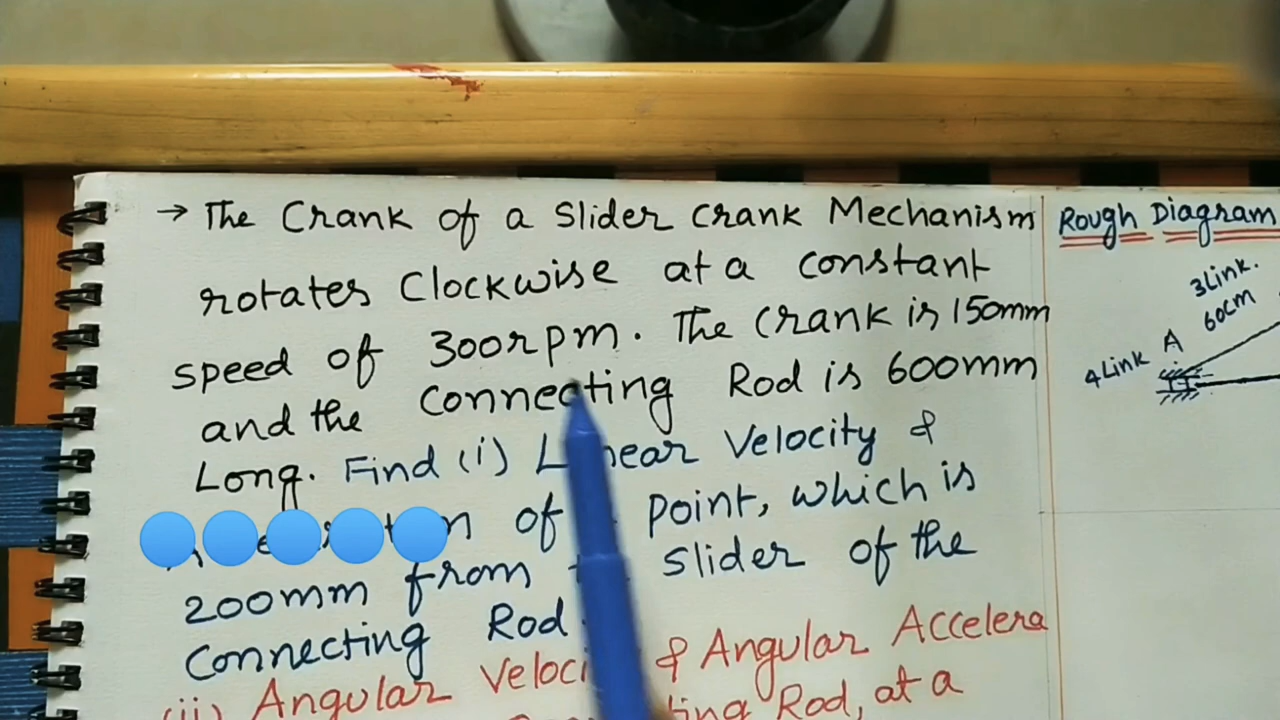 → The Crank of a Slider crank Mechanism
rotates Clockwise at a constant
speed of 300rpm. The crank is 150mm
and the Connecting Rod is 600mm
Long. Find (i) Linear Velocity &
of point, which is
200mm from slider of the
Connecting Rod
(ii) Angular & Angular Accelera
Rod, at a
Rough Diagram
3Link.
60cm
A
4Link